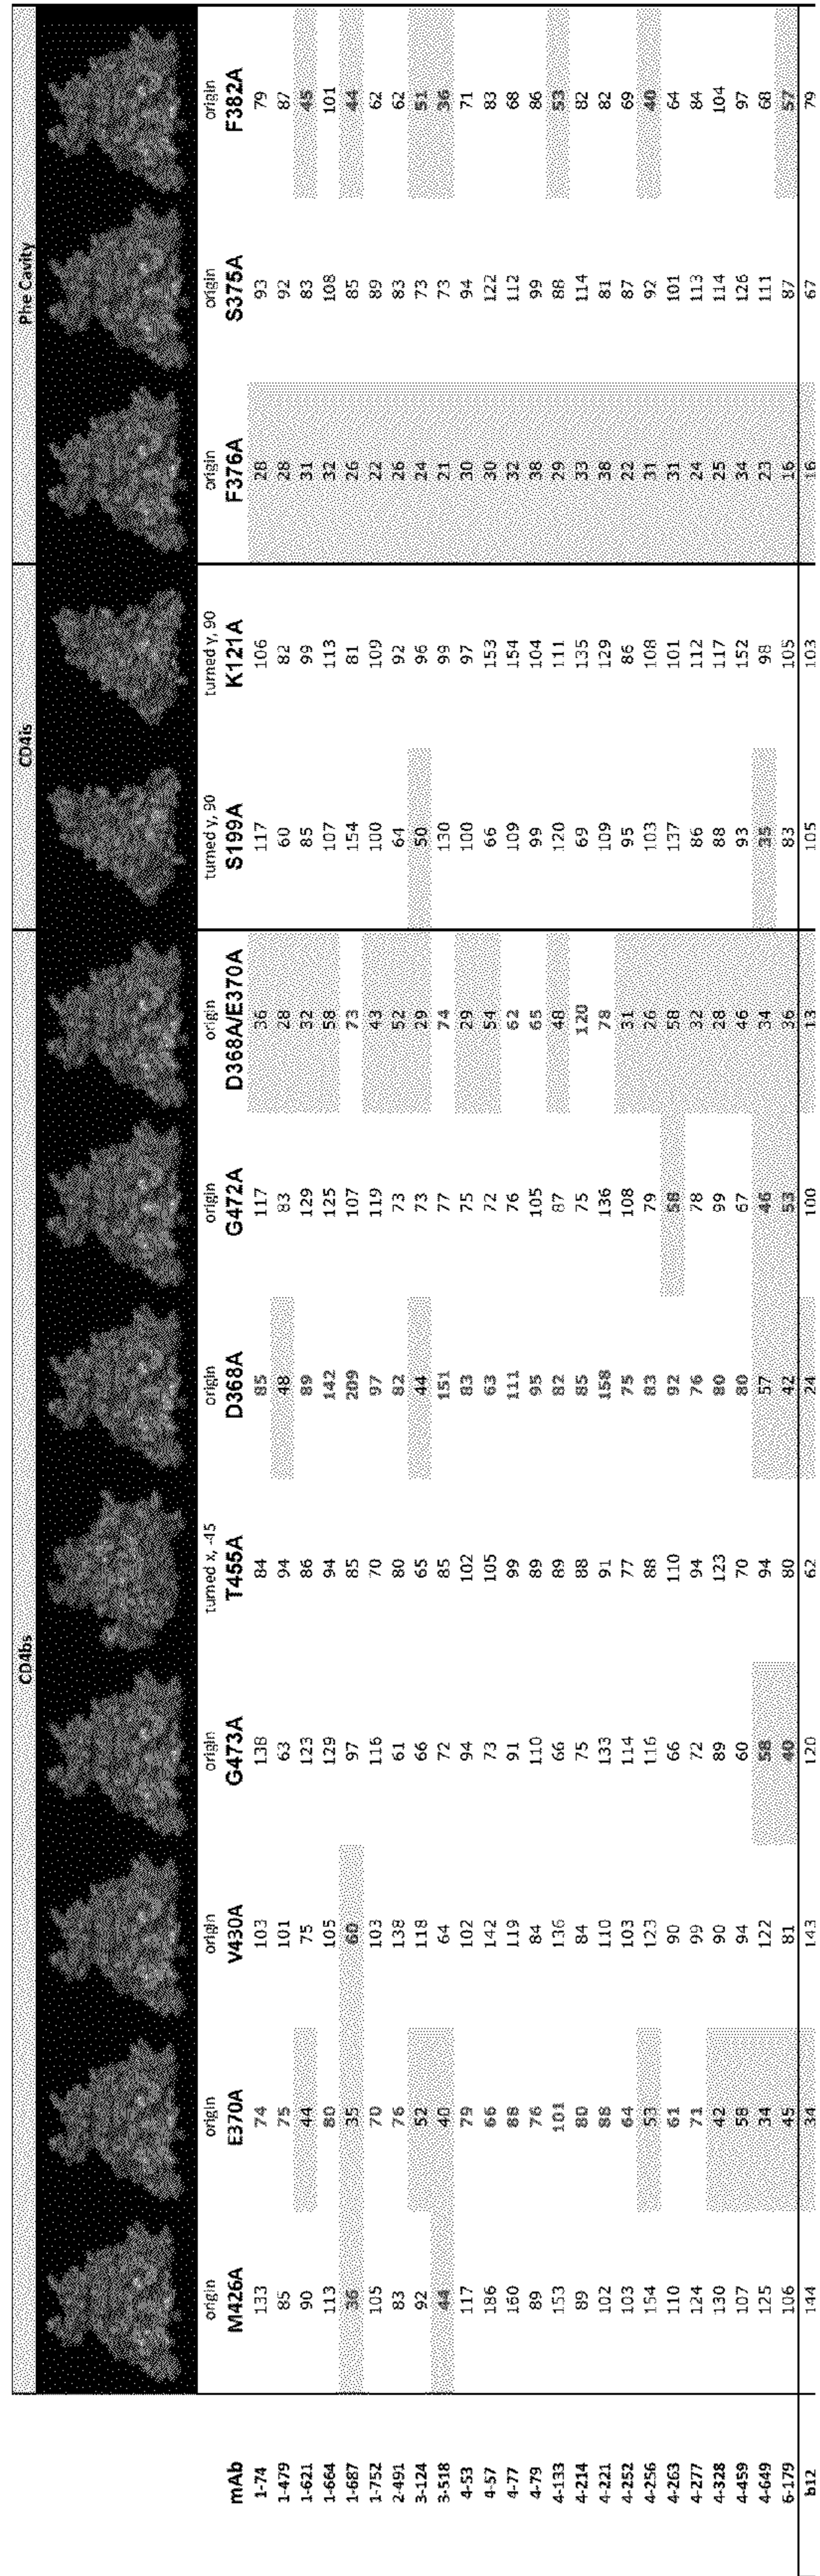 CD4bs CD4is Phe Cavity
origin origin origin origin turned x, -45 origin origin origin turned y, 90 turned y, 90 origin origin origin
mAb M426A E370A V430A G473A T455A D368A G472A D368A/E370A S199A K121A F376A S375A F382A
1-74 133 74 103 138 84 85 117 36 117 106 28 93 79
1-479 85 75 101 63 94 48 83 28 60 82 28 92 87
1-621 90 44 75 123 86 89 129 32 85 99 31 83 45
1-664 113 80 105 129 94 142 125 58 107 113 32 108 101
1-687 36 35 60 97 85 209 107 73 154 81 26 85 44
1-752 105 70 103 116 70 97 119 43 100 109 22 89 62
2-491 83 76 138 61 80 82 73 52 64 92 26 83 62
3-124 92 52 118 66 65 44 73 29 50 96 24 73 51
3-518 44 40 64 72 85 151 77 74 130 99 21 73 36
4-53 117 79 102 94 102 83 75 29 100 97 30 94 71
4-57 186 66 142 73 105 63 72 54 66 153 30 122 83
4-77 160 88 119 91 99 111 76 62 109 154 32 112 68
4-79 89 76 84 110 89 95 105 65 99 104 38 99 86
4-133 153 101 136 66 89 82 87 48 120 111 29 88 53
4-214 89 80 84 75 88 85 75 120 69 135 33 114 82
4-221 102 88 110 133 91 158 136 78 109 129 38 81 82
4-252 103 64 103 114 77 75 108 31 95 86 22 87 69
4-256 154 53 123 116 88 83 79 26 103 108 31 92 40
4-263 110 61 90 66 110 92 58 58 137 101 31 101 64
4-277 124 71 99 72 94 76 78 32 86 112 24 113 84
4-328 130 42 90 89 123 80 99 28 88 117 25 114 104
4-459 107 58 94 60 70 80 67 46 93 152 34 126 97
4-649 125 34 122 58 94 57 46 34 35 98 23 111 68
6-179 106 45 81 40 80 42 53 36 83 105 16 87 57
b12 144 34 143 120 62 24 100 13 105 103 16 67 79